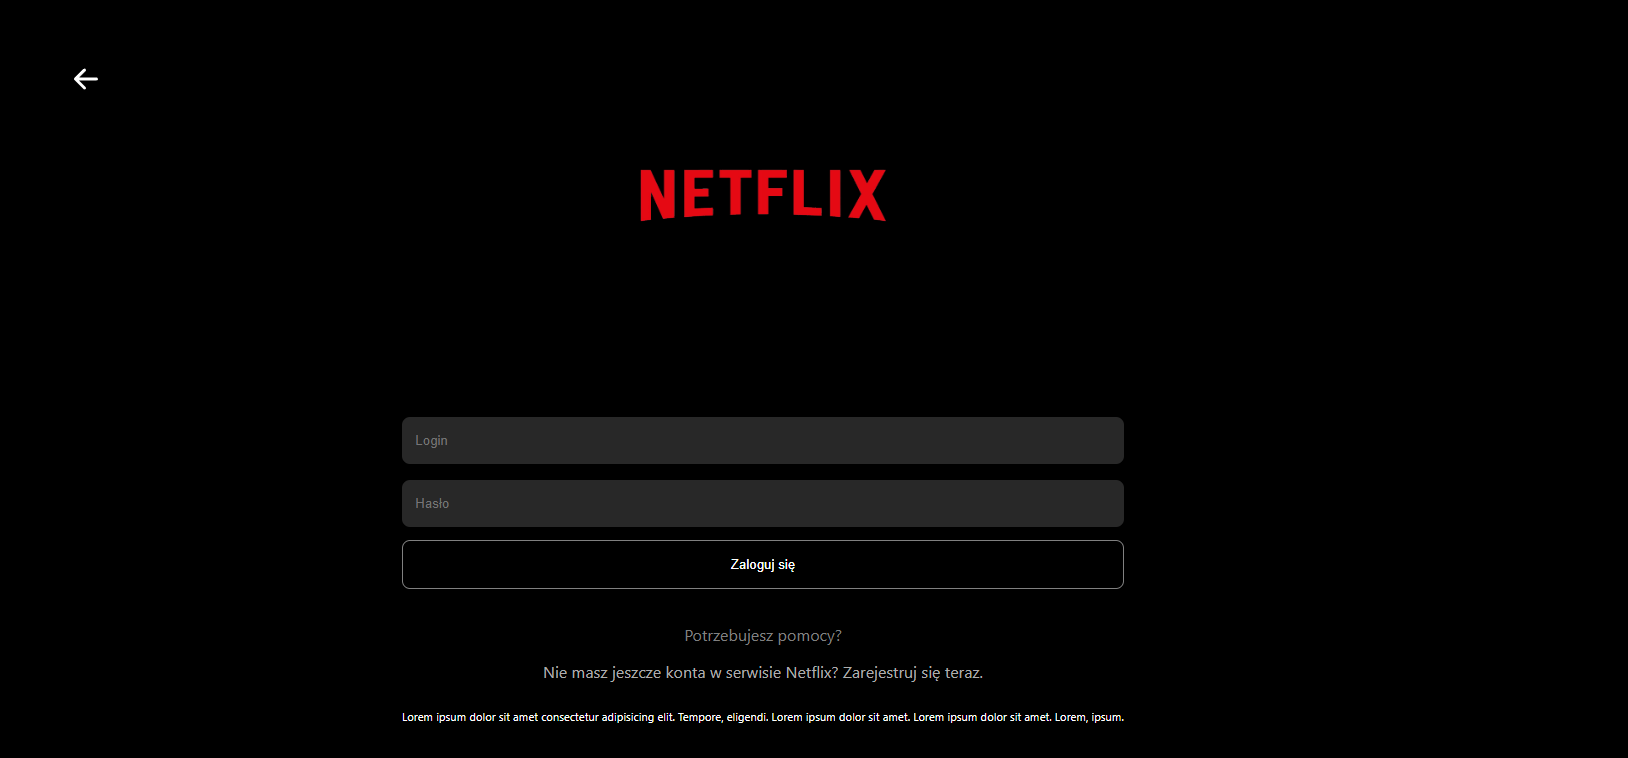 NETFLIX
Login
Hasło
Zaloguj się
Potrzebujesz pomocy?
Nie masz jeszcze konta w serwisie Netflix? Zarejestruj się teraz.
Lorem ipsum dolor sit amet consectetur adipisicing elit. Tempore, eligendi. Lorem ipsum dolor sit amet. Lorem ipsum dolor sit amet. Lorem, ipsum.